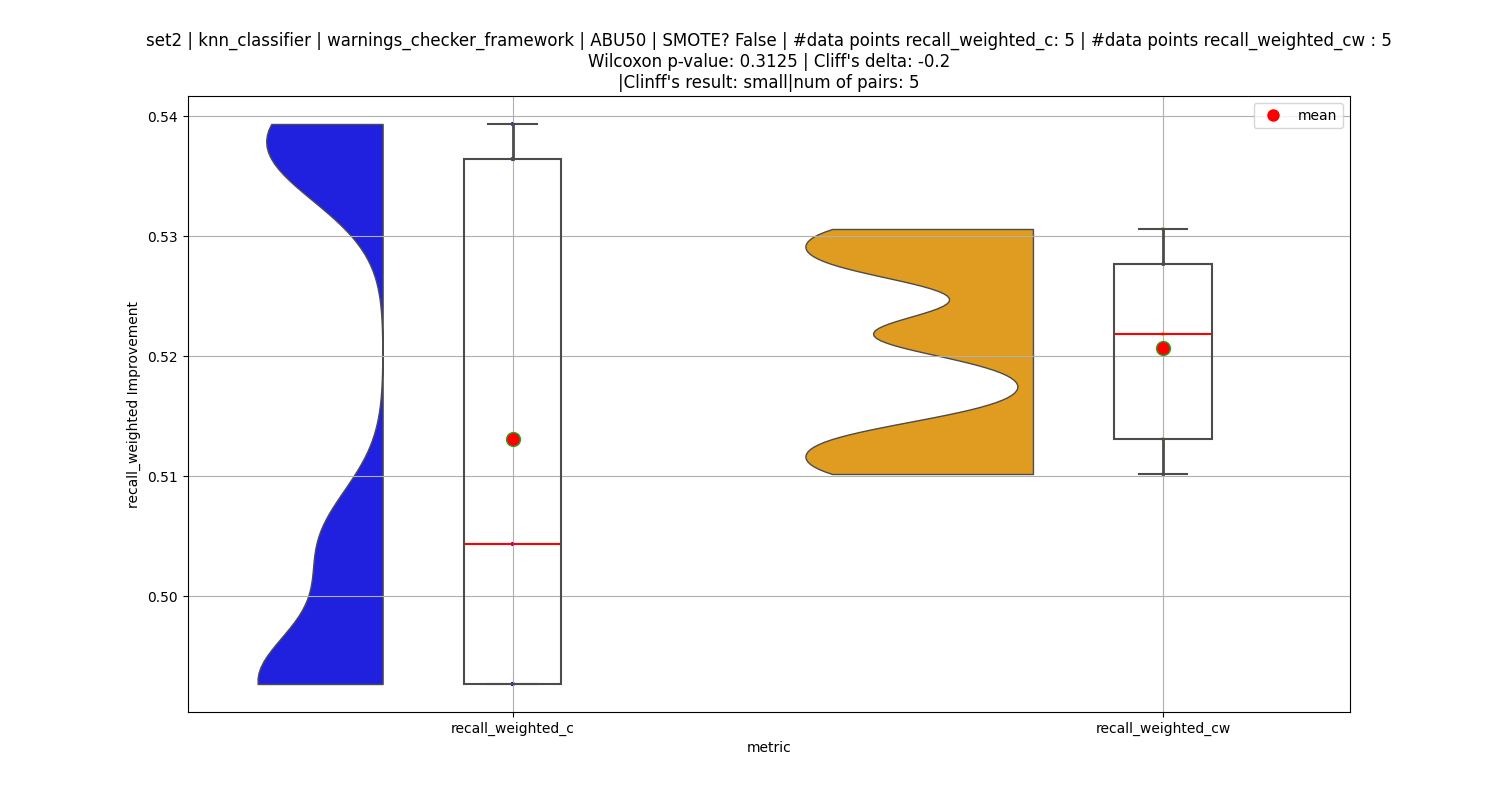 set2 | knn_classifier | warnings_checker_framework | ABU50 | SMOTE? False | #data points recall_weighted_c: 5 | #data points recall_weighted_cw : 5
Wilcoxon p-value: 0.3125 | Cliff's delta: -0.2
|Clinff's result: small|num of pairs: 5
mean
0.54
0.53
0.52
0.51
0.50
recall_weighted Improvement
recall_weighted_c
recall_weighted_cw
metric